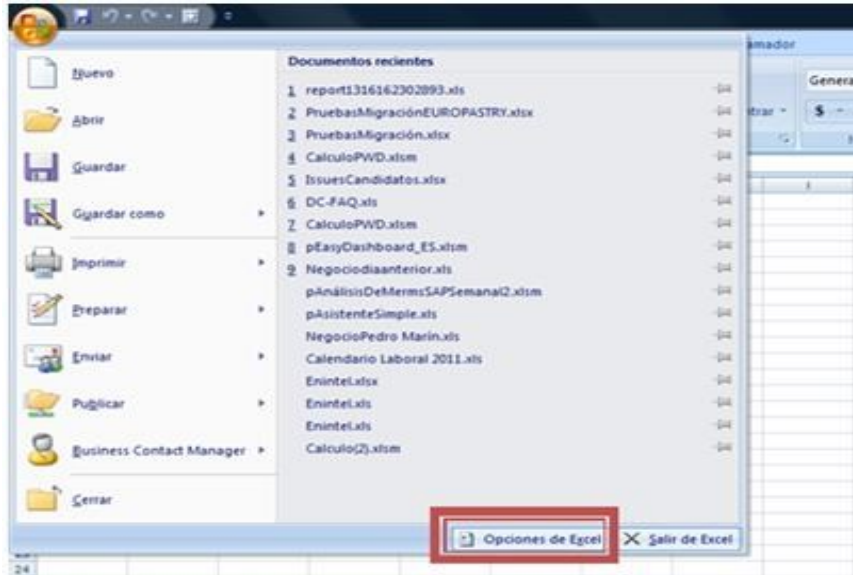 amador
Nuevo
Abrir
Guardar
Guardar como
Imprimir
Preparar
Enviar
Publicar
Business Contact Manager
Cerrar
Documentos recientes
1 report1316162302893.xls
2 PruebasMigraciónEUROPASTRY.xlsx
3 PruebasMigración.xlsx
4 CalculoPWD.xlsm
5 IssuesCandidatos.xlsx
6 DC-FAQ.xls
7 CalculoPWD.xlsm
8 pEasyDashboard_ES.xlsm
9 Negociodiaanterior.xls
pAnálisisDeMermsSAPSemanal2.xlsm
pAsistenteSimple.xls
NegocioPedro Marín.xls
Calendario Laboral 2011.xls
Enintel.xlsx
Enintel.xls
Enintel.xls
Calculo(2).xlsm
Opciones de Excel
Salir de Excel
Genera
trar
$
24